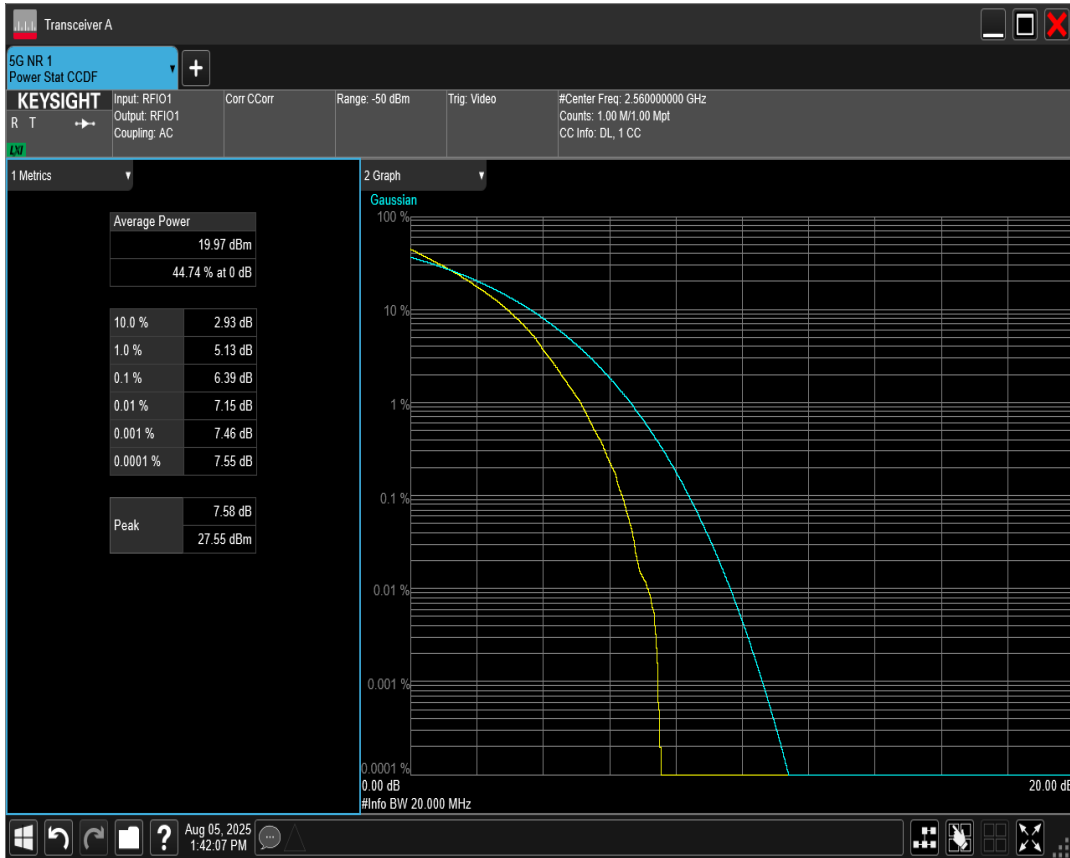 Transceiver A
5G NR 1
Power Stat CCDF
+
KEYSIGHT
R T
LXI
Input: RFIO1
Output: RFIO1
Coupling: AC
Corr CCorr
Range: -50 dBm
Trig: Video
#Center Freq: 2.560000000 GHz
Counts: 1.00 M/1.00 Mpt
CC Info: DL, 1 CC
1 Metrics
Average Power
19.97 dBm
44.74 % at 0 dB
10.0 % 2.93 dB
1.0 % 5.13 dB
0.1 % 6.39 dB
0.01 % 7.15 dB
0.001 % 7.46 dB
0.0001 % 7.55 dB
Peak 7.58 dB
27.55 dBm
2 Graph
Gaussian
100 %
10 %
1 %
0.1 %
0.01 %
0.001 %
0.0001 %
0.00 dB
20.00 dB
#Info BW 20.000 MHz
?
Aug 05, 2025
1:42:07 PM